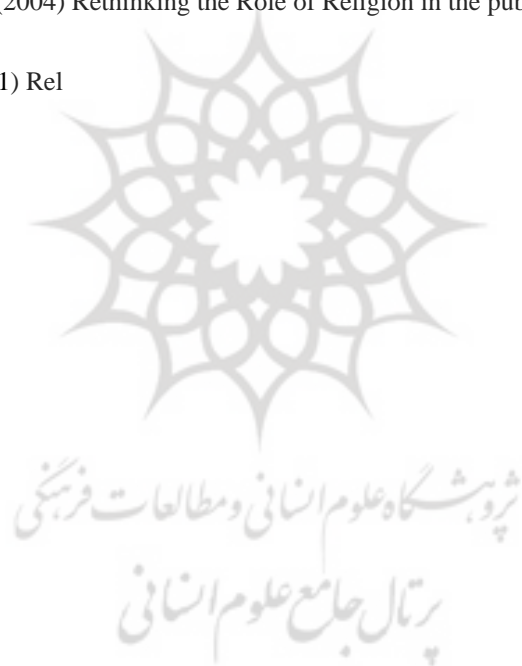 (2004) Rethinking the Role of Religion in the pub
1) Rel
پژوهشگاه علوم انسانی و مطالعات فرهنگی
پرتال جامع علوم انسانی